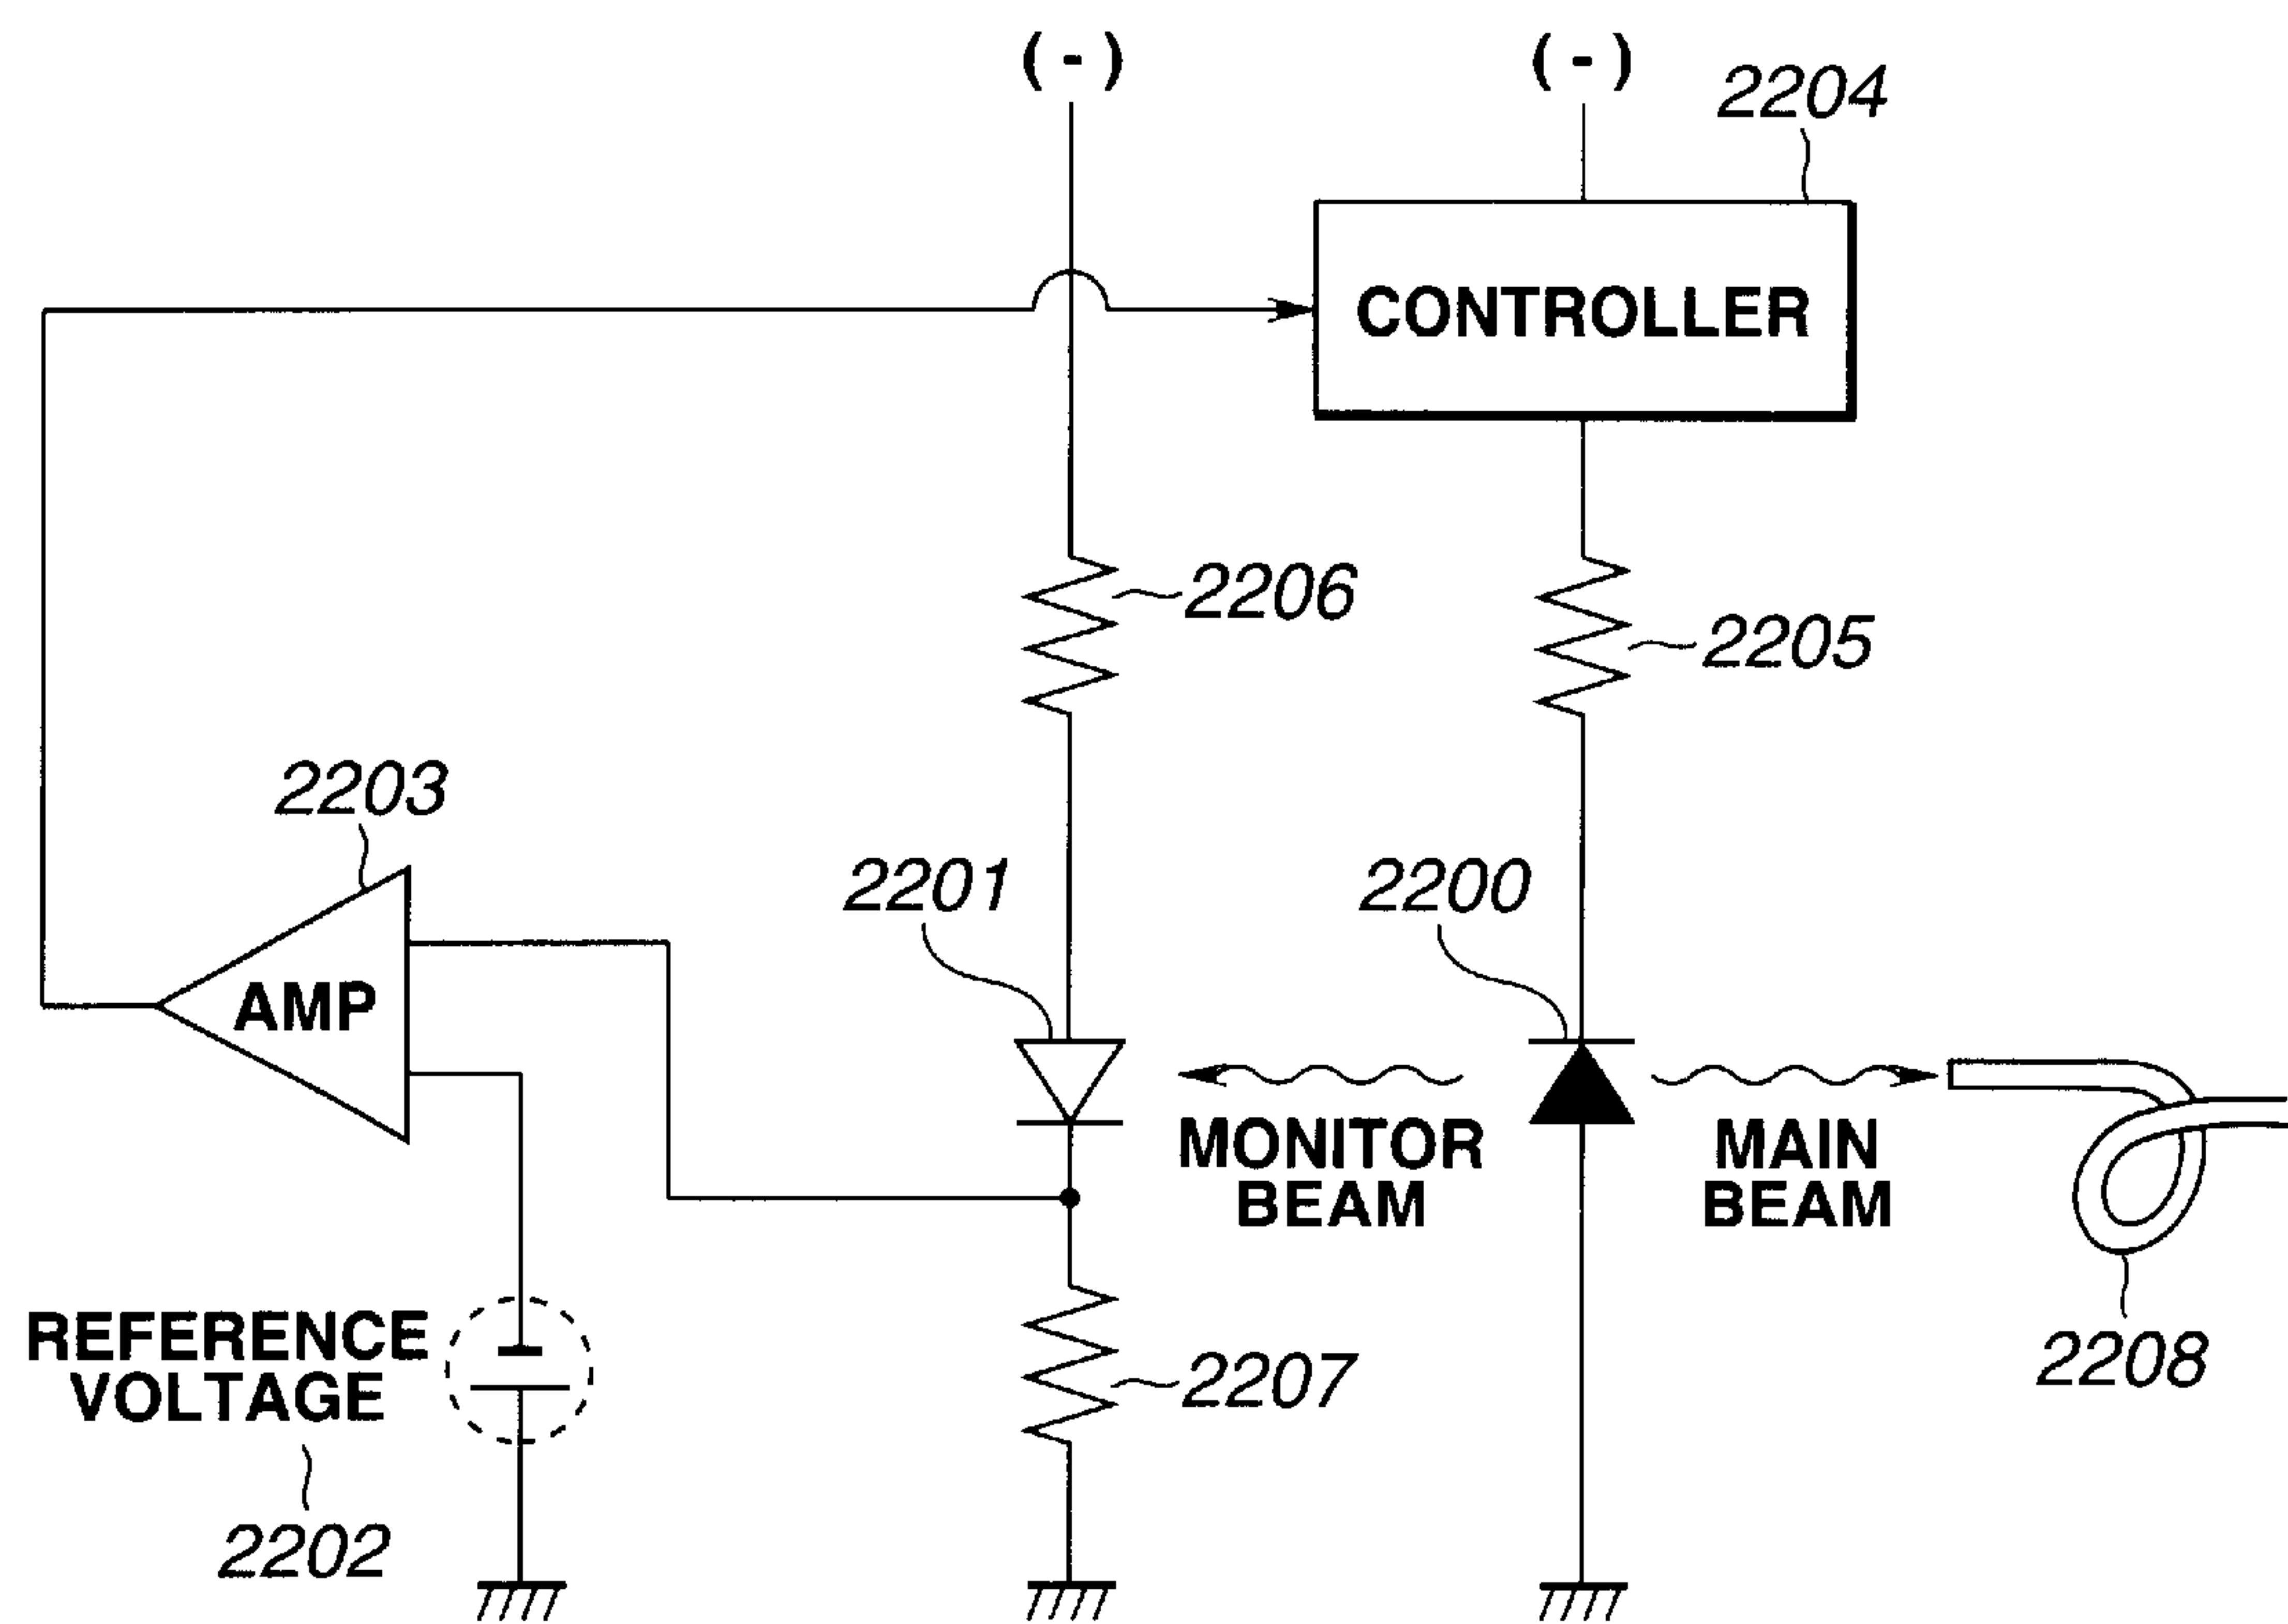 (-)
(-)
2204
CONTROLLER
2206
2205
2203
2201
2200
AMP
MONITOR
BEAM
MAIN
BEAM
REFERENCE
VOLTAGE
2207
2208
2202